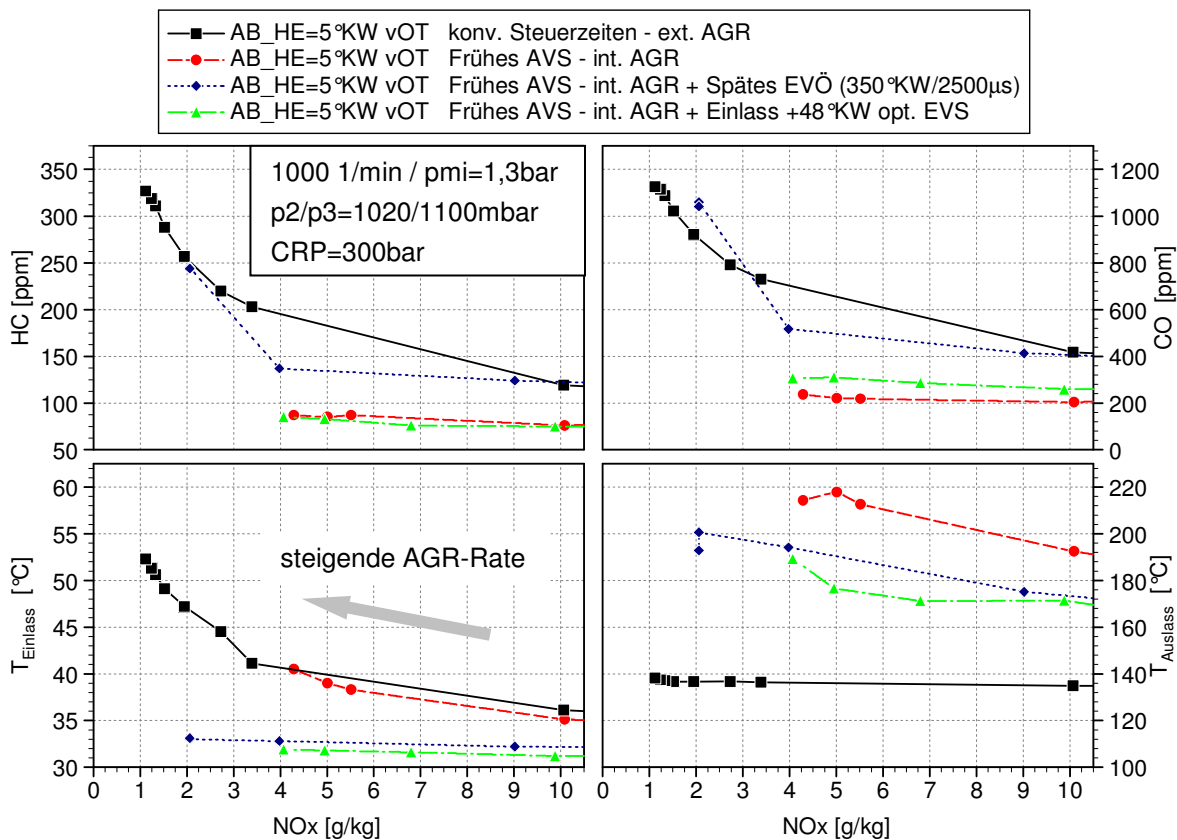 AB_HE=5°KW vOT konv. Steuerzeiten - ext. AGR
AB_HE=5°KW vOT Frühes AVS - int. AGR
AB_HE=5°KW vOT Frühes AVS - int. AGR + Spätes EVÖ (350°KW/2500µs)
AB_HE=5°KW vOT Frühes AVS - int. AGR + Einlass +48°KW opt. EVS
1000 1/min / pmi=1,3bar
p2/p3=1020/1100mbar
CRP=300bar
HC [ppm]
350
300
250
200
150
100
50
CO [ppm]
1200
1000
800
600
400
200
0
steigende AGR-Rate
T_Einlass [°C]
60
55
50
45
40
35
30
T_Auslass [°C]
220
200
180
160
140
120
100
0 1 2 3 4 5 6 7 8 9 10
NOx [g/kg]
0 1 2 3 4 5 6 7 8 9 10
NOx [g/kg]